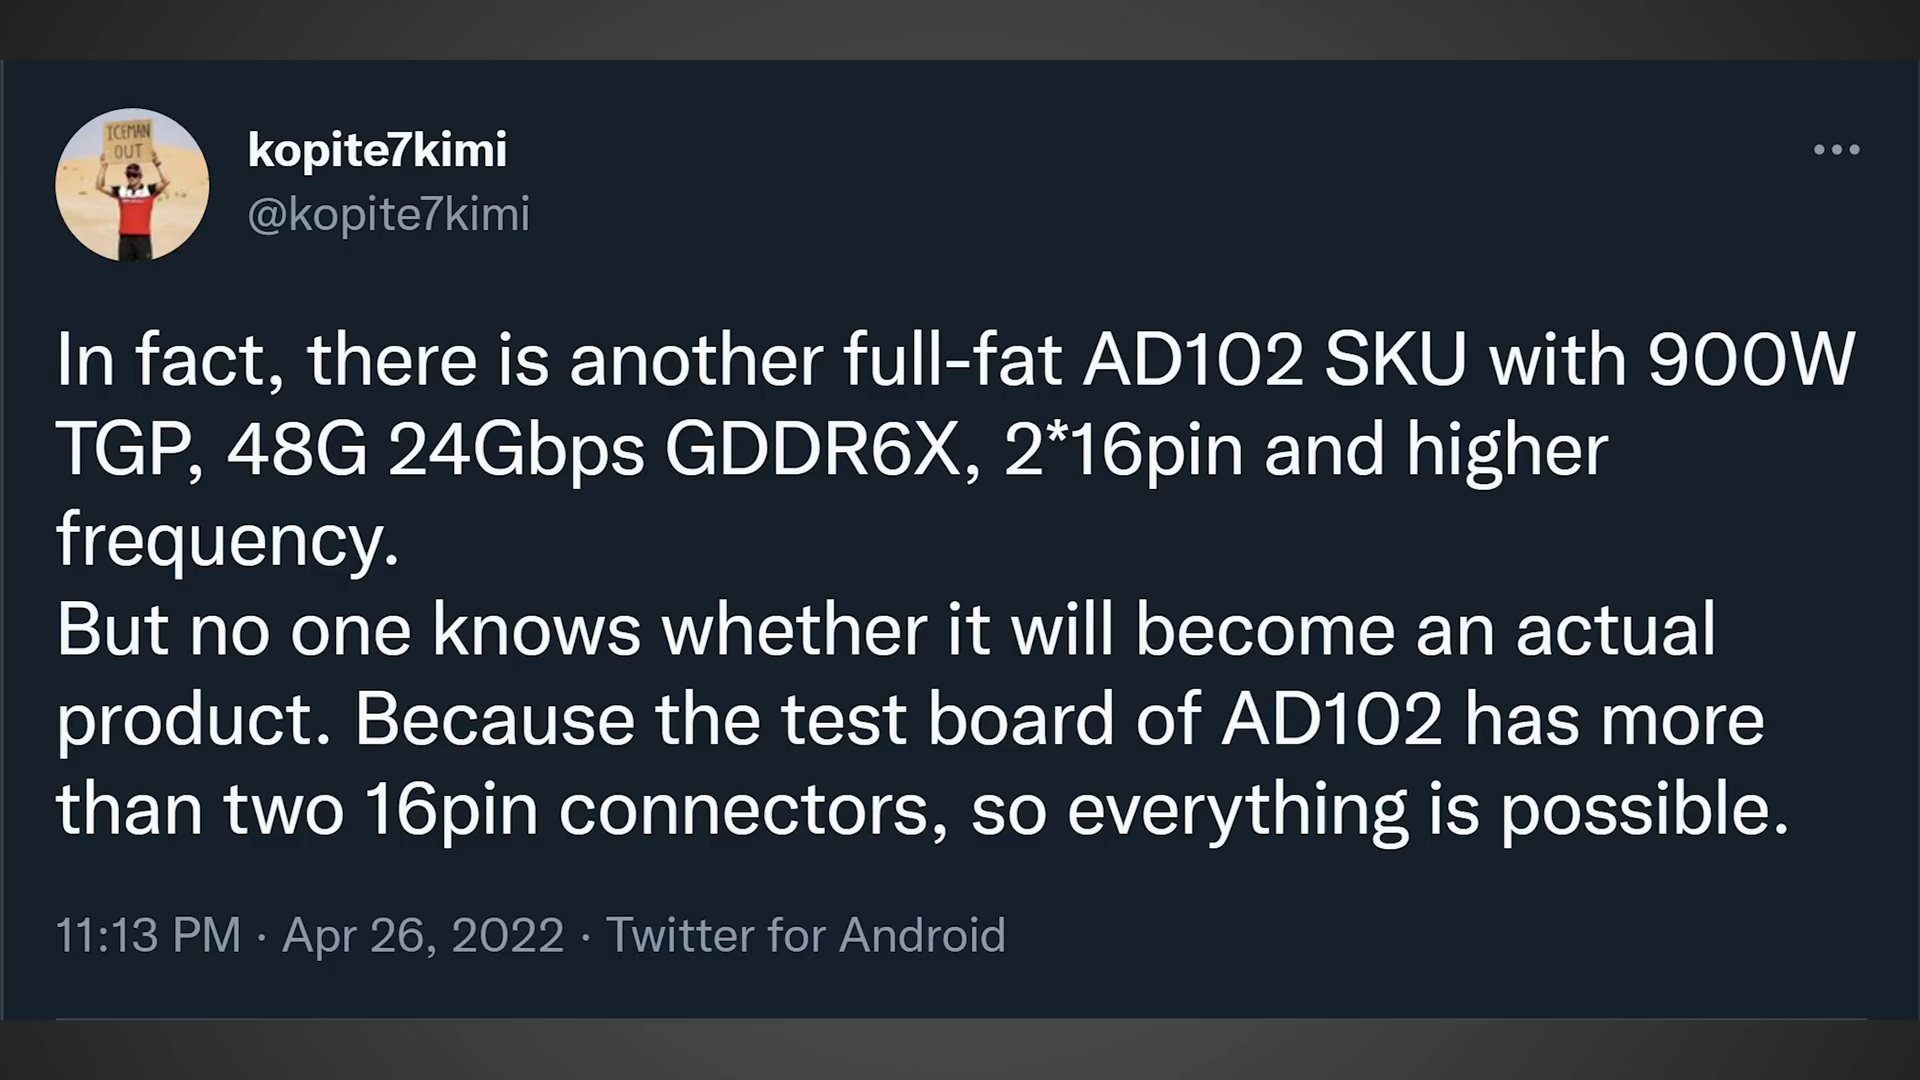 ICEMAN
OUT
kopite7kimi
@kopite7kimi
In fact, there is another full-fat AD102 SKU with 900W
TGP, 48G 24Gbps GDDR6X, 2*16pin and higher
frequency.
But no one knows whether it will become an actual
product. Because the test board of AD102 has more
than two 16pin connectors, so everything is possible.
11:13 PM · Apr 26, 2022 · Twitter for Android